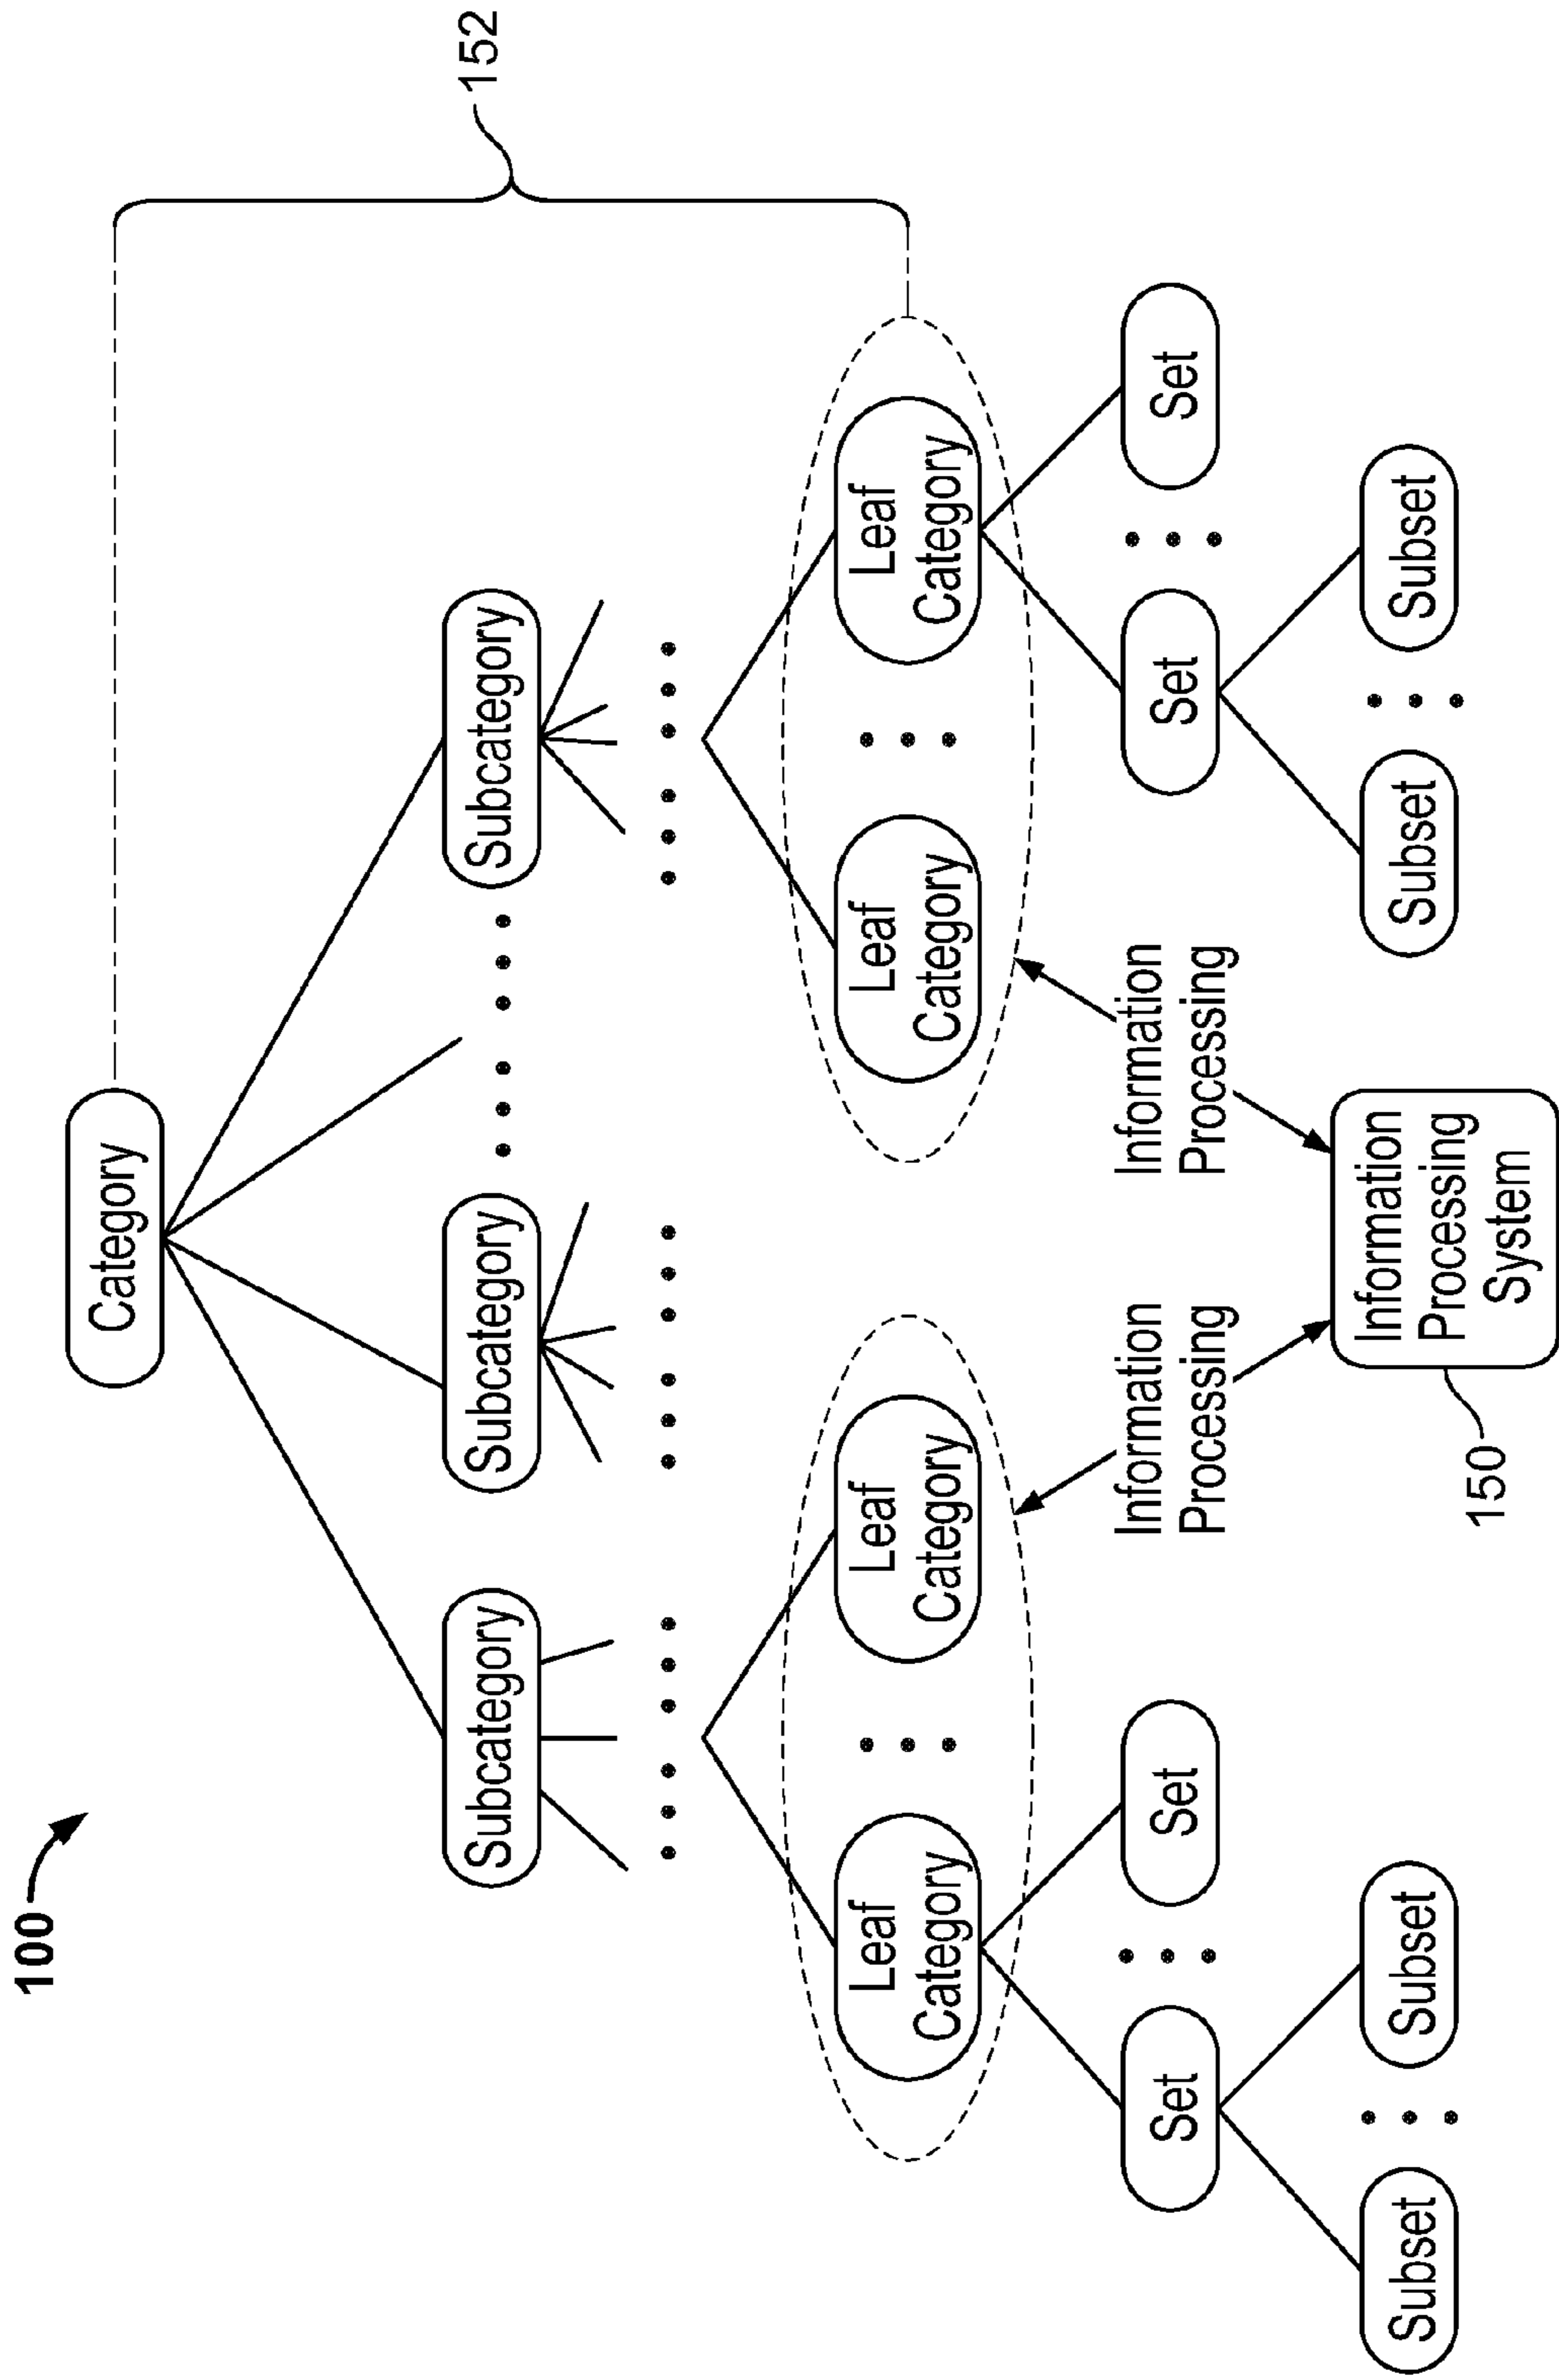 100
152
Category
Subcategory
Subcategory
Subcategory
Leaf
Category
Leaf
Category
Leaf
Category
Leaf
Category
Set
Set
Information
Processing
Information
Processing
Set
Set
Subset
Subset
150
Information
Processing
System
Subset
Subset